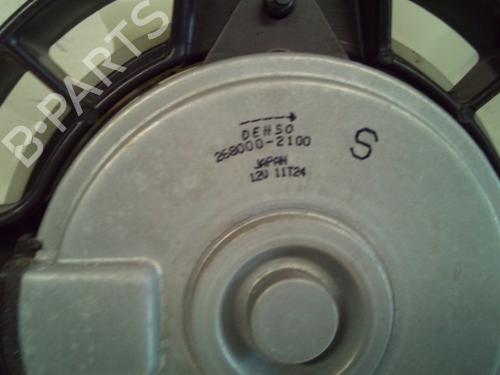 B-PARTS
DENSO
268000-2100
S
JAPAN
12V 11T24